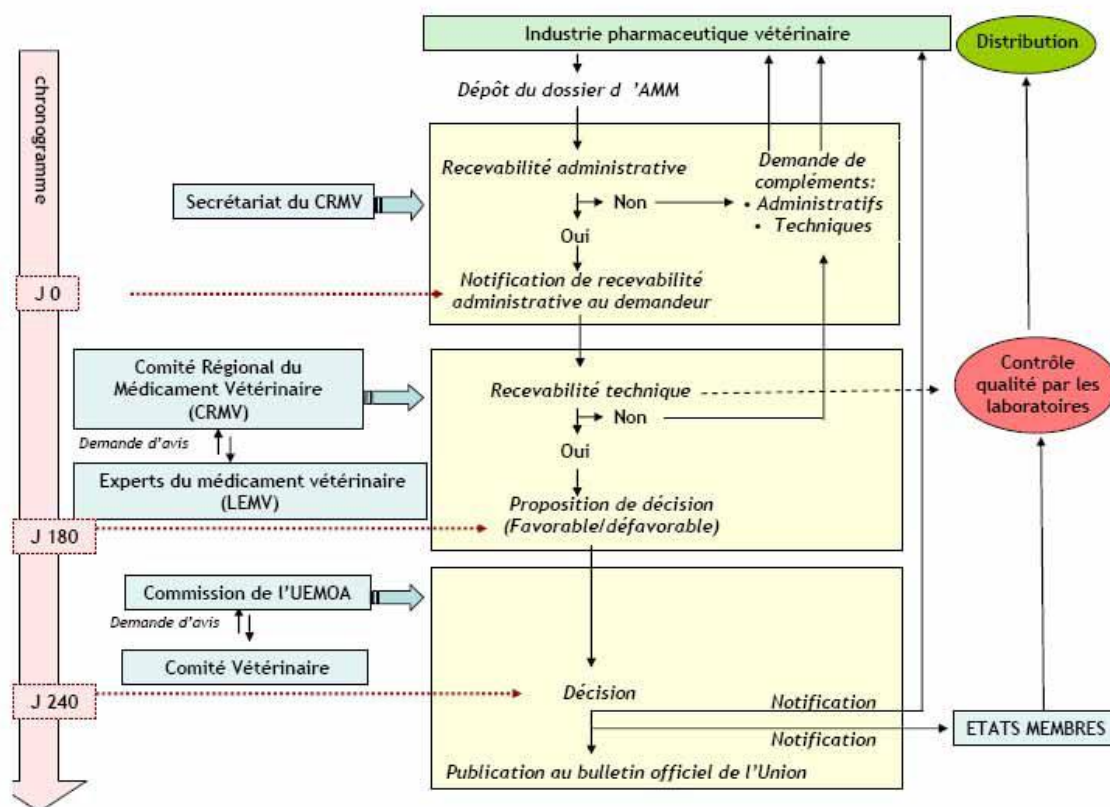 Industrie pharmaceutique vétérinaire
Distribution
chronogramme
Dépôt du dossier d ’AMM
Recevabilité administrative
Demande de
compléments:
• Administratifs
• Techniques
Secrétariat du CRMV
Non
Oui
Notification de recevabilité
administrative au demandeur
J 0
Comité Régional du
Médicament Vétérinaire
(CRMV)
Recevabilité technique
Contrôle
qualité par les
laboratoires
Non
Demande d’avis
Oui
Experts du médicament vétérinaire
(LEMV)
Proposition de décision
(Favorable/défavorable)
J 180
Commission de l’UEMOA
Demande d’avis
Comité Vétérinaire
J 240
Décision
Notification
Notification
ETATS MEMBRES
Publication au bulletin officiel de l’Union